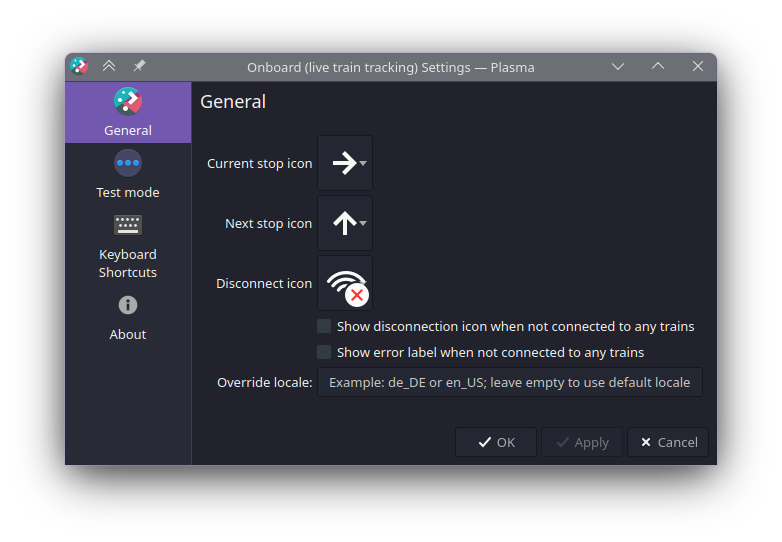 Onboard (live train tracking) Settings — Plasma
General
Test mode
Keyboard
Shortcuts
About
General
Current stop icon
Next stop icon
Disconnect icon
Show disconnection icon when not connected to any trains
Show error label when not connected to any trains
Override locale: Example: de_DE or en_US; leave empty to use default locale
OK Apply Cancel